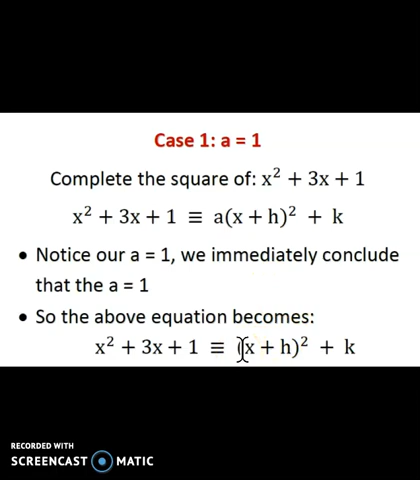 Case 1: a = 1
Complete the square of: x² + 3x + 1
x² + 3x + 1 ≡ a(x + h)² + k
• Notice our a = 1, we immediately conclude
that the a = 1
• So the above equation becomes:
x² + 3x + 1 ≡ (x + h)² + k
RECORDED WITH
SCREENCAST MATIC